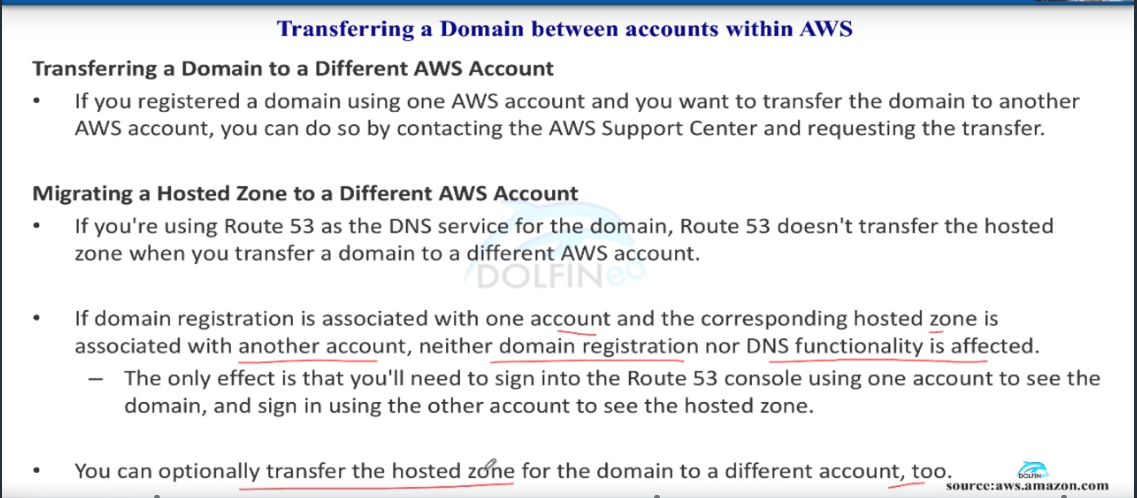 Transferring a Domain between accounts within AWS
Transferring a Domain to a Different AWS Account
• If you registered a domain using one AWS account and you want to transfer the domain to another
AWS account, you can do so by contacting the AWS Support Center and requesting the transfer.
Migrating a Hosted Zone to a Different AWS Account
• If you're using Route 53 as the DNS service for the domain, Route 53 doesn't transfer the hosted
zone when you transfer a domain to a different AWS account.
DOLFINed
• If domain registration is associated with one account and the corresponding hosted zone is
associated with another account, neither domain registration nor DNS functionality is affected.
– The only effect is that you'll need to sign into the Route 53 console using one account to see the
domain, and sign in using the other account to see the hosted zone.
• You can optionally transfer the hosted zone for the domain to a different account, too.
DOLFINed
source:aws.amazon.com